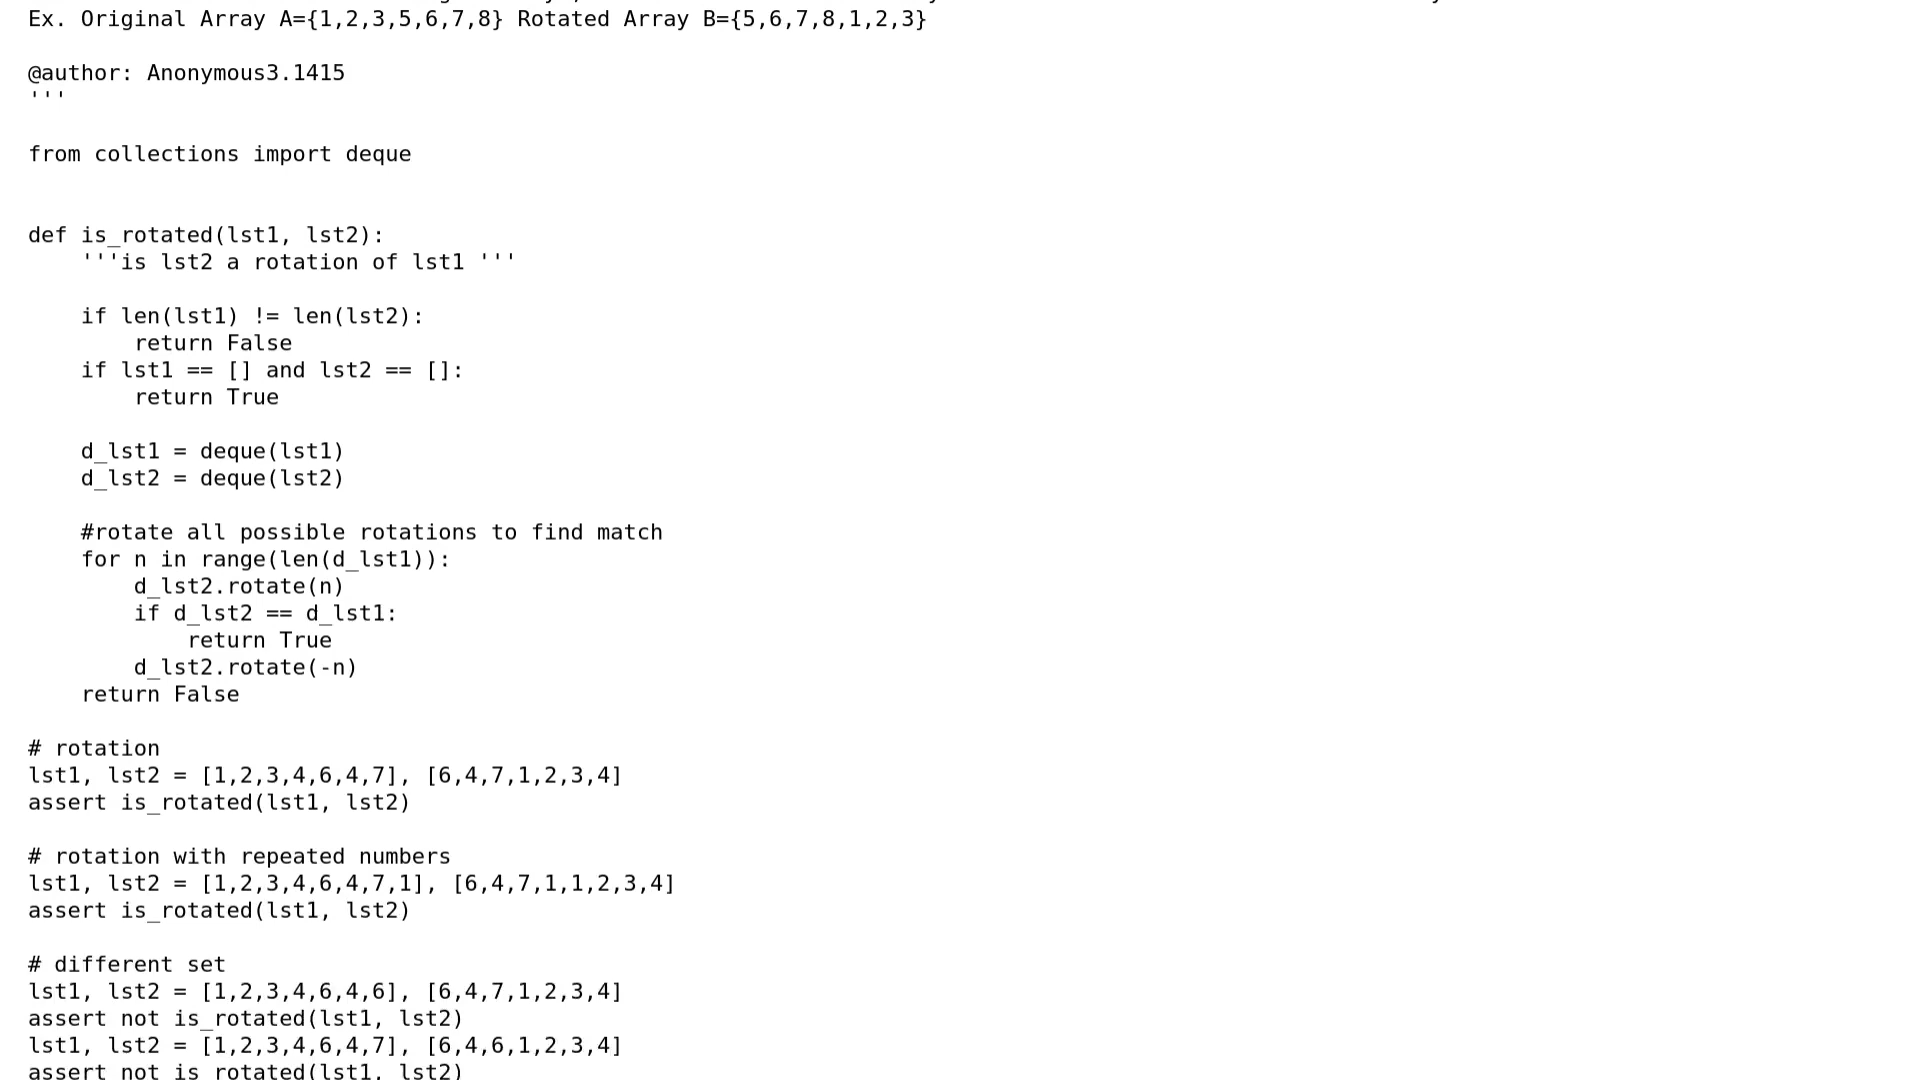 Ex. Original Array A={1,2,3,5,6,7,8} Rotated Array B={5,6,7,8,1,2,3}
@author: Anonymous3.1415
'''
from collections import deque
def is_rotated(lst1, lst2):
    '''is lst2 a rotation of lst1 '''
    if len(lst1) != len(lst2):
        return False
    if lst1 == [] and lst2 == []:
        return True
    d_lst1 = deque(lst1)
    d_lst2 = deque(lst2)
    #rotate all possible rotations to find match
    for n in range(len(d_lst1)):
        d_lst2.rotate(n)
        if d_lst2 == d_lst1:
            return True
        d_lst2.rotate(-n)
    return False
# rotation
lst1, lst2 = [1,2,3,4,6,4,7], [6,4,7,1,2,3,4]
assert is_rotated(lst1, lst2)
# rotation with repeated numbers
lst1, lst2 = [1,2,3,4,6,4,7,1], [6,4,7,1,1,2,3,4]
assert is_rotated(lst1, lst2)
# different set
lst1, lst2 = [1,2,3,4,6,4,6], [6,4,7,1,2,3,4]
assert not is_rotated(lst1, lst2)
lst1, lst2 = [1,2,3,4,6,4,7], [6,4,6,1,2,3,4]
assert not is_rotated(lst1, lst2)